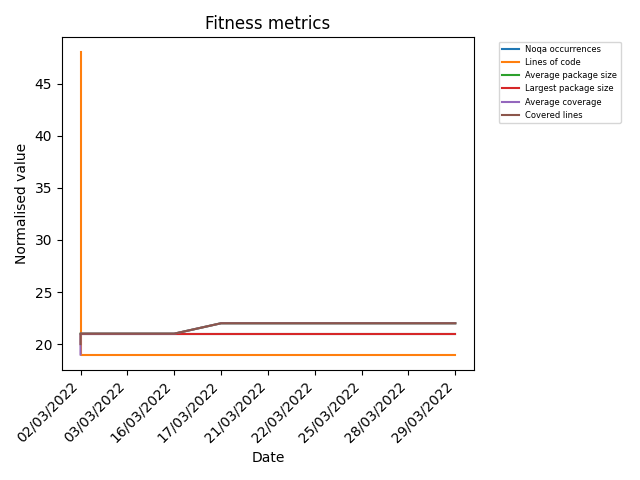 Fitness metrics
Noqa occurrences
Lines of code
Average package size
Largest package size
Average coverage
Covered lines
Normalised value
45
40
35
30
25
20
02/03/2022
03/03/2022
16/03/2022
17/03/2022
21/03/2022
22/03/2022
25/03/2022
28/03/2022
29/03/2022
Date